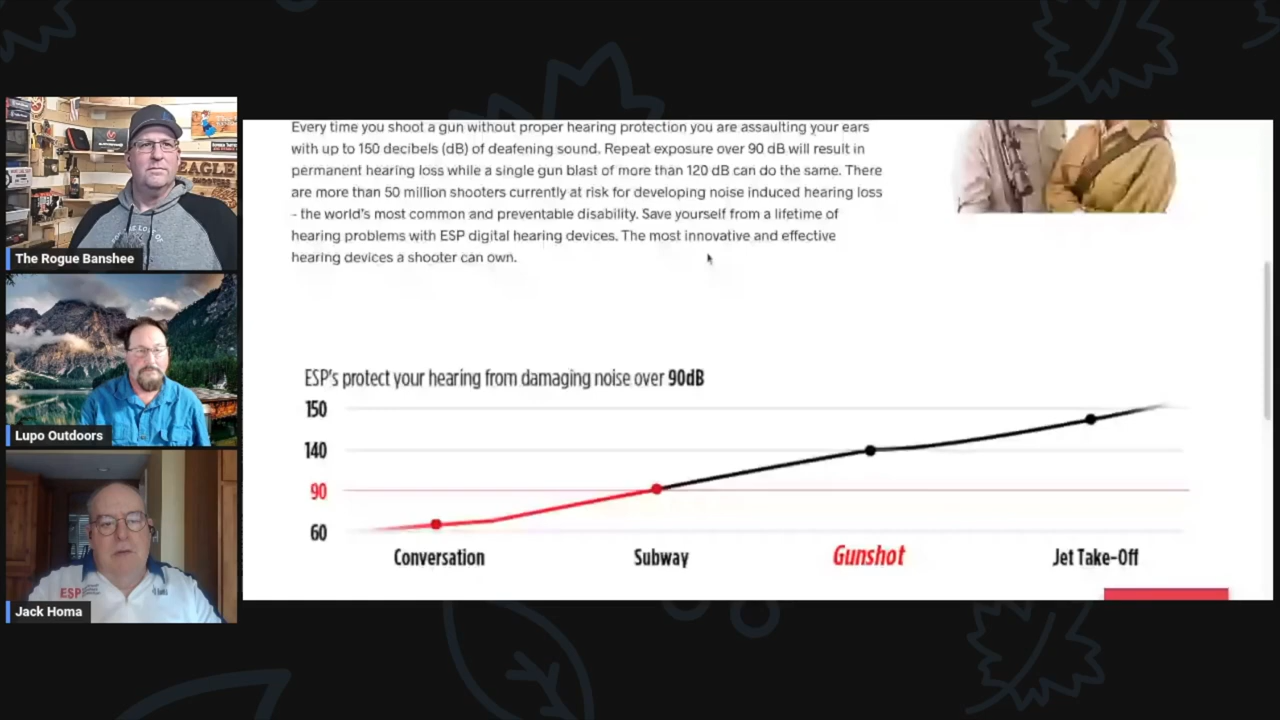 EAGLE
The Rogue Banshee
Lupo Outdoors
ESP
Jack Homa
Every time you shoot a gun without proper hearing protection you are assaulting your ears
with up to 150 decibels (dB) of deafening sound. Repeat exposure over 90 dB will result in
permanent hearing loss while a single gun blast of more than 120 dB can do the same. There
are more than 50 million shooters currently at risk for developing noise induced hearing loss
- the world's most common and preventable disability. Save yourself from a lifetime of
hearing problems with ESP digital hearing devices. The most innovative and effective
hearing devices a shooter can own.
ESP's protect your hearing from damaging noise over 90dB
150
140
90
60
Conversation Subway Gunshot Jet Take-Off